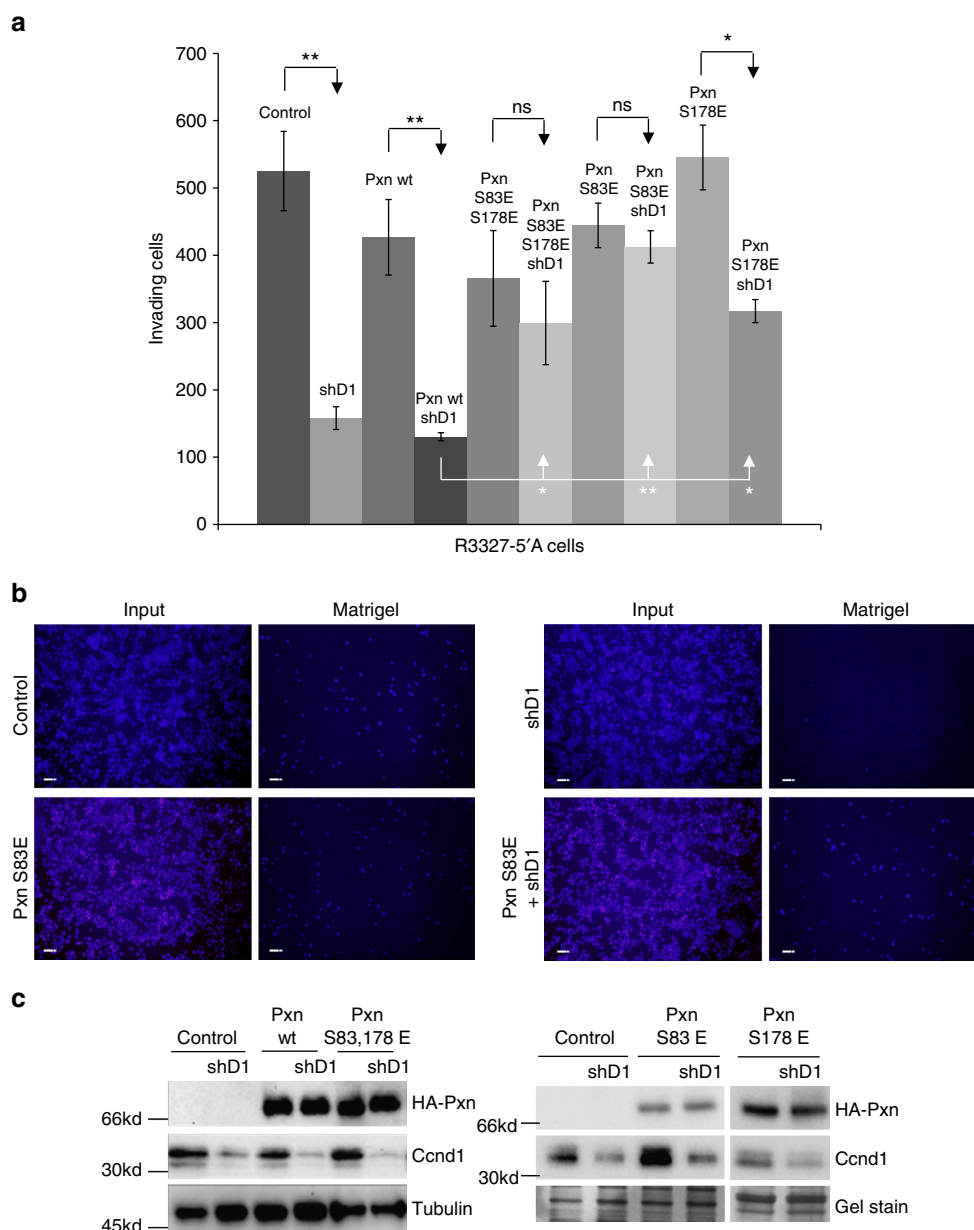 a
700
600
500
400
300
200
100
0
Invading cells
Control
**
shD1
Pxn wt
**
Pxn wt
shD1
Pxn
S83E
S178E
ns
Pxn
S83E
S178E
shD1
Pxn
S83E
ns
Pxn
S83E
shD1
Pxn
S178E
*
Pxn
S178E
shD1
* ** *
R3327-5′A cells
b
Input Matrigel Input Matrigel
Control
shD1
Pxn S83E
Pxn S83E
+ shD1
c
Control Pxn wt Pxn S83,178 E
shD1 shD1 shD1
HA-Pxn
66kd
Ccnd1
30kd
Tubulin
45kd
Control Pxn S83 E Pxn S178 E
shD1 shD1 shD1
HA-Pxn
66kd
Ccnd1
30kd
Gel stain